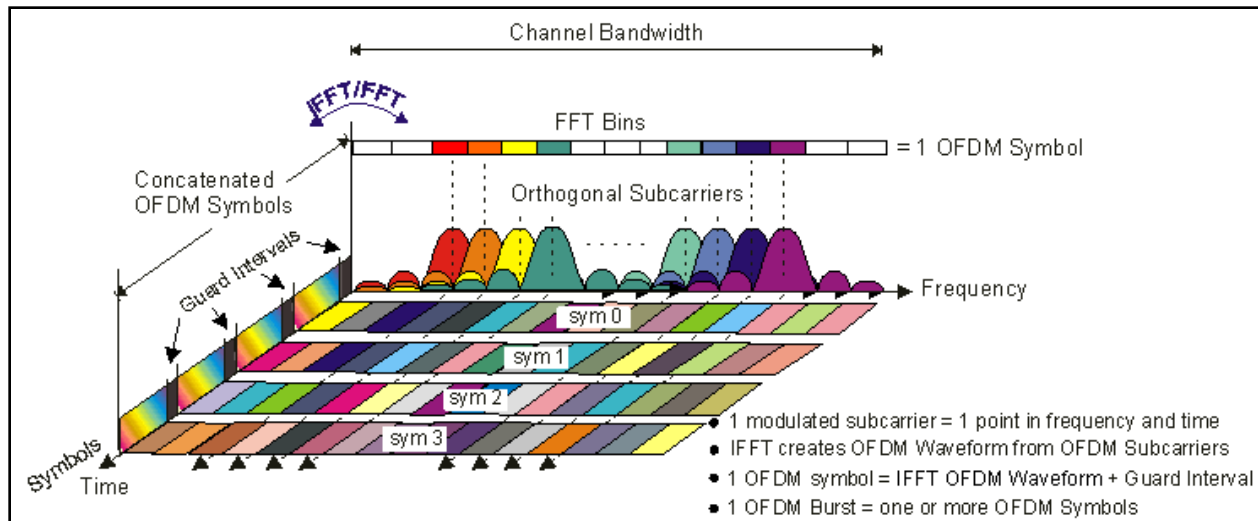 Channel Bandwidth
IFFT/FFT
FFT Bins
= 1 OFDM Symbol
Concatenated
OFDM Symbols
Orthogonal Subcarriers
Guard Intervals
Frequency
sym 0
sym 1
sym 2
sym 3
Symbols
Time
• 1 modulated subcarrier = 1 point in frequency and time
• IFFT creates OFDM Waveform from OFDM Subcarriers
• 1 OFDM symbol = IFFT OFDM Waveform + Guard Interval
• 1 OFDM Burst = one or more OFDM Symbols